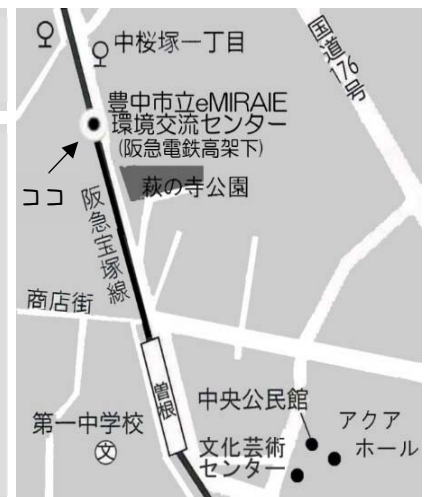 中桜塚一丁目
国道176号
豊中市立eMIRAIE
環境交流センター
(阪急電鉄高架下)
ココ
萩の寺公園
阪急宝塚線
商店街
曽根
中央公民館
アクア
ホール
第一中学校
文
文化芸術
センター